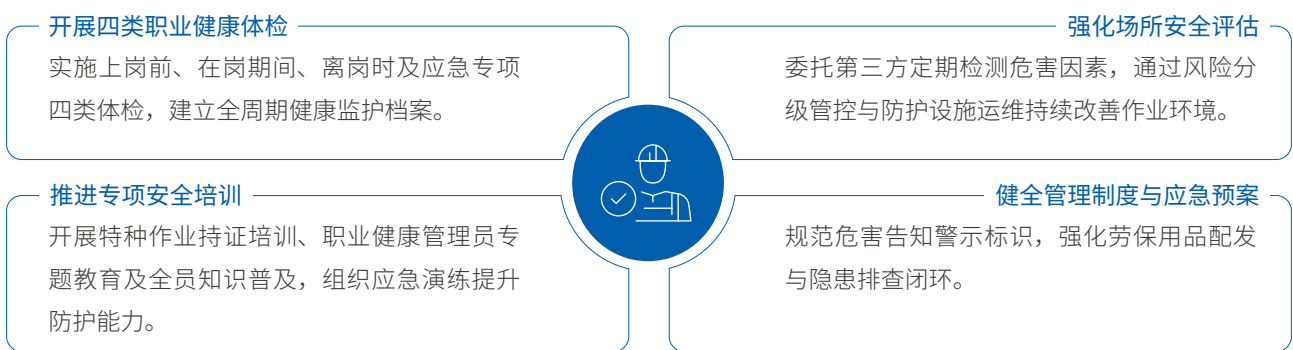 开展四类职业健康体检
实施上岗前、在岗期间、离岗时及应急专项
四类体检，建立全周期健康监护档案。
强化场所安全评估
委托第三方定期检测危害因素，通过风险分
级管控与防护设施运维持续改善作业环境。
推进专项安全培训
开展特种作业持证培训、职业健康管理员专
题教育及全员知识普及，组织应急演练提升
防护能力。
健全管理制度与应急预案
规范危害告知警示标识，强化劳保用品配发
与隐患排查闭环。